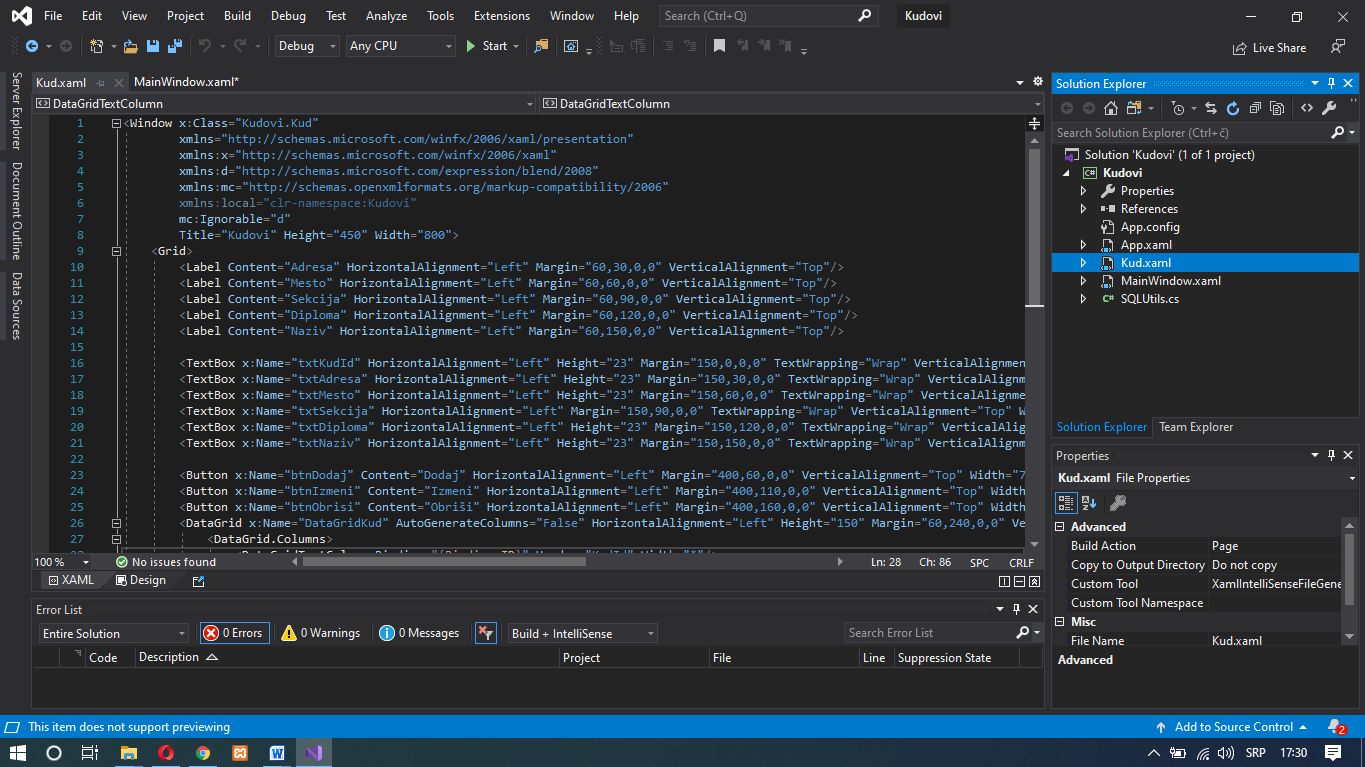 File Edit View Project Build Debug Test Analyze Tools Extensions Window Help Search (Ctrl+Q) Kudovi
Debug Any CPU Start Live Share
Server Explorer
Document Outline
Data Sources
Kud.xaml MainWindow.xaml*
DataGridTextColumn DataGridTextColumn
1 <Window x:Class="Kudovi.Kud"
2 xmlns="http://schemas.microsoft.com/winfx/2006/xaml/presentation"
3 xmlns:x="http://schemas.microsoft.com/winfx/2006/xaml"
4 xmlns:d="http://schemas.microsoft.com/expression/blend/2008"
5 xmlns:mc="http://schemas.openxmlformats.org/markup-compatibility/2006"
6 xmlns:local="clr-namespace:Kudovi"
7 mc:Ignorable="d"
8 Title="Kudovi" Height="450" Width="800">
9 <Grid>
10 <Label Content="Adresa" HorizontalAlignment="Left" Margin="60,30,0,0" VerticalAlignment="Top"/>
11 <Label Content="Mesto" HorizontalAlignment="Left" Margin="60,60,0,0" VerticalAlignment="Top"/>
12 <Label Content="Sekcija" HorizontalAlignment="Left" Margin="60,90,0,0" VerticalAlignment="Top"/>
13 <Label Content="Diploma" HorizontalAlignment="Left" Margin="60,120,0,0" VerticalAlignment="Top"/>
14 <Label Content="Naziv" HorizontalAlignment="Left" Margin="60,150,0,0" VerticalAlignment="Top"/>
15
16 <TextBox x:Name="txtKudId" HorizontalAlignment="Left" Height="23" Margin="150,0,0,0" TextWrapping="Wrap" VerticalAlignmen
17 <TextBox x:Name="txtAdresa" HorizontalAlignment="Left" Height="23" Margin="150,30,0,0" TextWrapping="Wrap" VerticalAlignm
18 <TextBox x:Name="txtMesto" HorizontalAlignment="Left" Height="23" Margin="150,60,0,0" TextWrapping="Wrap" VerticalAlignme
19 <TextBox x:Name="txtSekcija" HorizontalAlignment="Left" Margin="150,90,0,0" TextWrapping="Wrap" VerticalAlignment="Top" W
20 <TextBox x:Name="txtDiploma" HorizontalAlignment="Left" Height="23" Margin="150,120,0,0" TextWrapping="Wrap" VerticalAlig
21 <TextBox x:Name="txtNaziv" HorizontalAlignment="Left" Height="23" Margin="150,150,0,0" TextWrapping="Wrap" VerticalAlignm
22
23 <Button x:Name="btnDodaj" Content="Dodaj" HorizontalAlignment="Left" Margin="400,60,0,0" VerticalAlignment="Top" Width="7
24 <Button x:Name="btnIzmeni" Content="Izmeni" HorizontalAlignment="Left" Margin="400,110,0,0" VerticalAlignment="Top" Width
25 <Button x:Name="btnObrisi" Content="Obriši" HorizontalAlignment="Left" Margin="400,160,0,0" VerticalAlignment="Top" Width
26 <DataGrid x:Name="DataGridKud" AutoGenerateColumns="False" HorizontalAlignment="Left" Height="150" Margin="60,240,0,0" Ve
27 <DataGrid.Columns>
100 % No issues found Ln: 28 Ch: 86 SPC CRLF
XAML Design
Error List
Entire Solution 0 Errors 0 Warnings 0 Messages Build + IntelliSense Search Error List
Code Description Project File Line Suppression State
Solution Explorer
Search Solution Explorer (Ctrl+č)
Solution 'Kudovi' (1 of 1 project)
C# Kudovi
Properties
References
App.config
App.xaml
Kud.xaml
MainWindow.xaml
C# SQLUtils.cs
Solution Explorer Team Explorer
Properties
Kud.xaml File Properties
Advanced
Build Action Page
Copy to Output Directory Do not copy
Custom Tool XamlIntelliSenseFileGene
Custom Tool Namespace
Misc
File Name Kud.xaml
Advanced
This item does not support previewing Add to Source Control 2
SRP 17:30